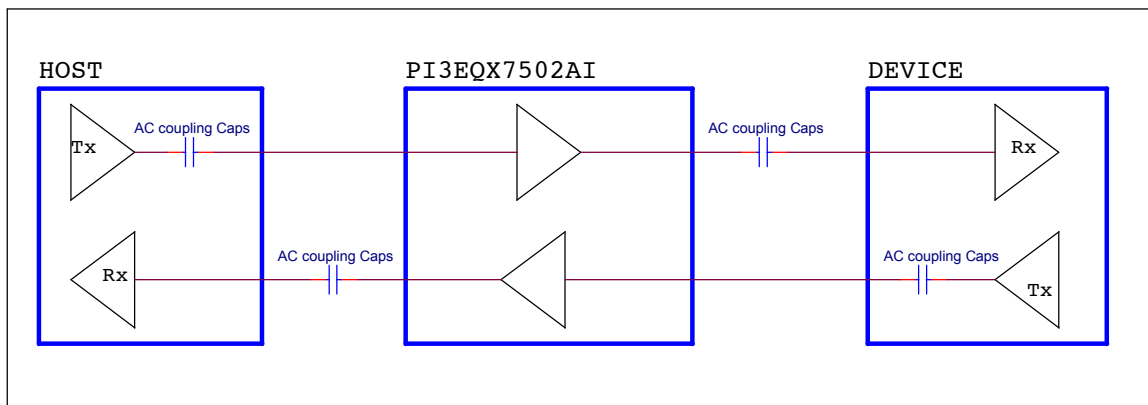 HOST
PI3EQX7502AI
DEVICE
AC coupling Caps
AC coupling Caps
Tx
Rx
AC coupling Caps
AC coupling Caps
Rx
Tx